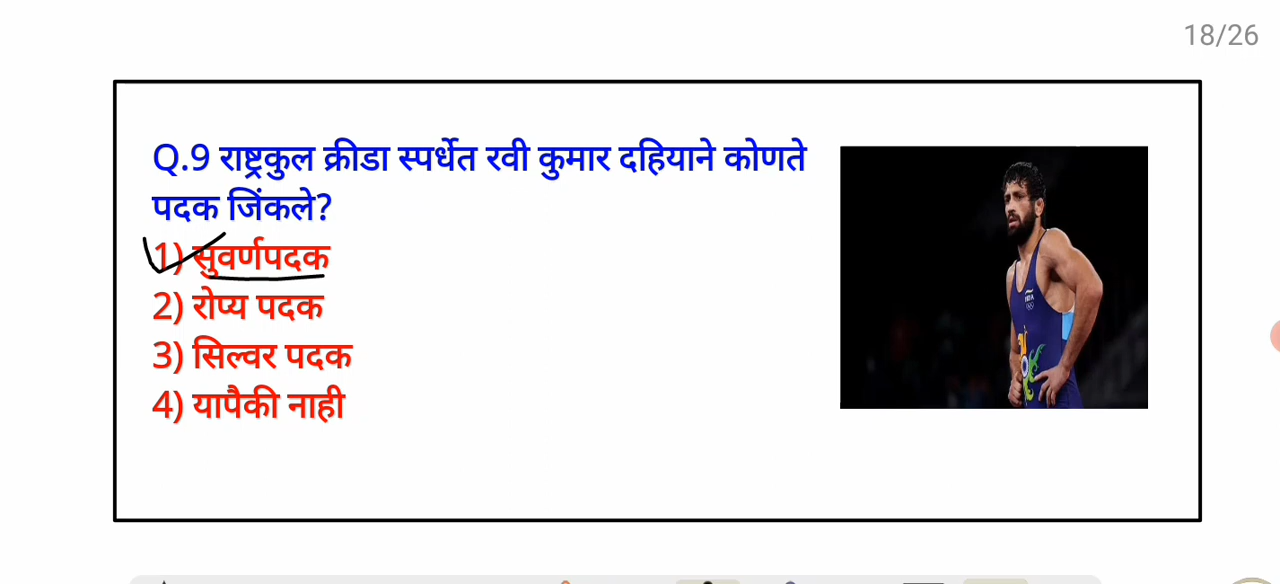 18/26
Q.9 राष्ट्रकुल क्रीडा स्पर्धेत रवी कुमार दहियाने कोणते
पदक जिंकले?
1) सुवर्णपदक
2) रोप्य पदक
3) सिल्वर पदक
4) यापैकी नाही
INDIA